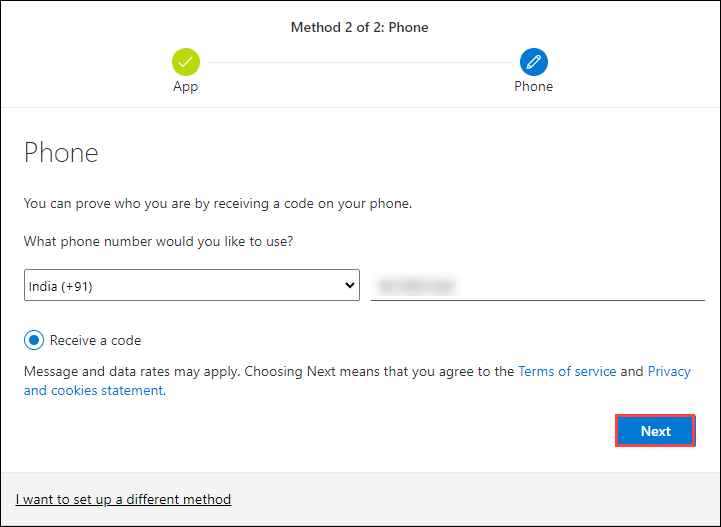 Method 2 of 2: Phone
App
Phone
Phone
You can prove who you are by receiving a code on your phone.
What phone number would you like to use?
India (+91)
Receive a code
Message and data rates may apply. Choosing Next means that you agree to the Terms of service and Privacy
and cookies statement.
Next
I want to set up a different method